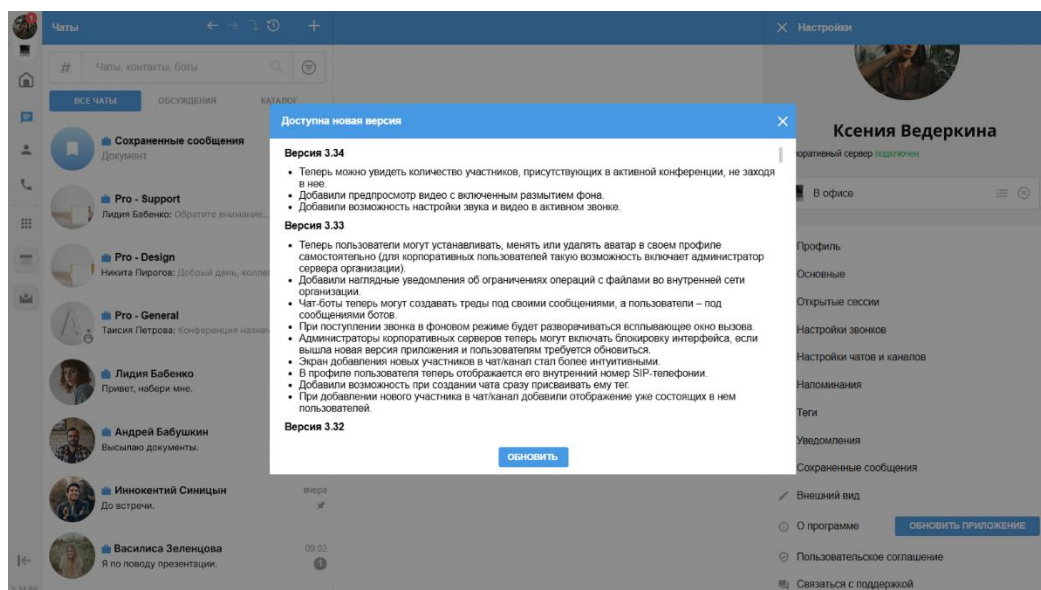 Чаты
#
Чаты, контакты, боты
ВСЕ ЧАТЫ
ОБСУЖДЕНИЯ
КАТАЛОГ
Сохраненные сообщения
Документ
Pro - Support
Лидия Бабенко: Обратите внимание...
Pro - Design
Никита Пирогов: Добрый день,
Pro - General
Таисия Петрова: Конференция
Лидия Бабенко
Привет, набери мне.
Андрей Бабушкин
Высылаю документы.
Иннокентий Синицын
вчера
До встречи.
Василиса Зеленцова
09:32
Я по поводу презентации.
1
Доступна новая версия
Версия 3.34
• Теперь можно увидеть количество участников, присутствующих в активной конференции, не заходя
в нее.
• Добавили предпросмотр видео с включенным размытием фона.
• Добавили возможность настройки звука и видео в активном звонке.
Версия 3.33
• Теперь пользователи могут устанавливать, менять или удалять аватар в своем профиле
самостоятельно (для корпоративных пользователей такую возможность включает администратор
сервера организации).
• Добавили наглядные уведомления об ограничениях операций с файлами во внутренней сети
организации.
• Чат-боты теперь могут создавать треды под своими сообщениями, а пользователи – под
сообщениями ботов.
• При поступлении звонка в фоновом режиме будет разворачиваться всплывающее окно вызова.
• Администраторы корпоративных серверов теперь могут включать блокировку интерфейса, если
вышла новая версия приложения и пользователям требуется обновиться.
• Экран добавления новых участников в чат/канал стал более интуитивным.
• В профиле пользователя теперь отображается его внутренний номер SIP-телефонии.
• Добавили возможность при создании чата сразу присваивать ему тег.
• При добавлении нового участника в чат/канал добавили отображение уже состоящих в нем
пользователей.
Версия 3.32
ОБНОВИТЬ
Настройки
Ксения Ведеркина
сервер подключен
В офисе
Профиль
Основные
Открытые сессии
Настройки звонков
Настройки чатов и каналов
Напоминания
Теги
Уведомления
Сохраненные сообщения
Внешний вид
О программе
ОБНОВИТЬ ПРИЛОЖЕНИЕ
Пользовательское соглашение
Связаться с поддержкой